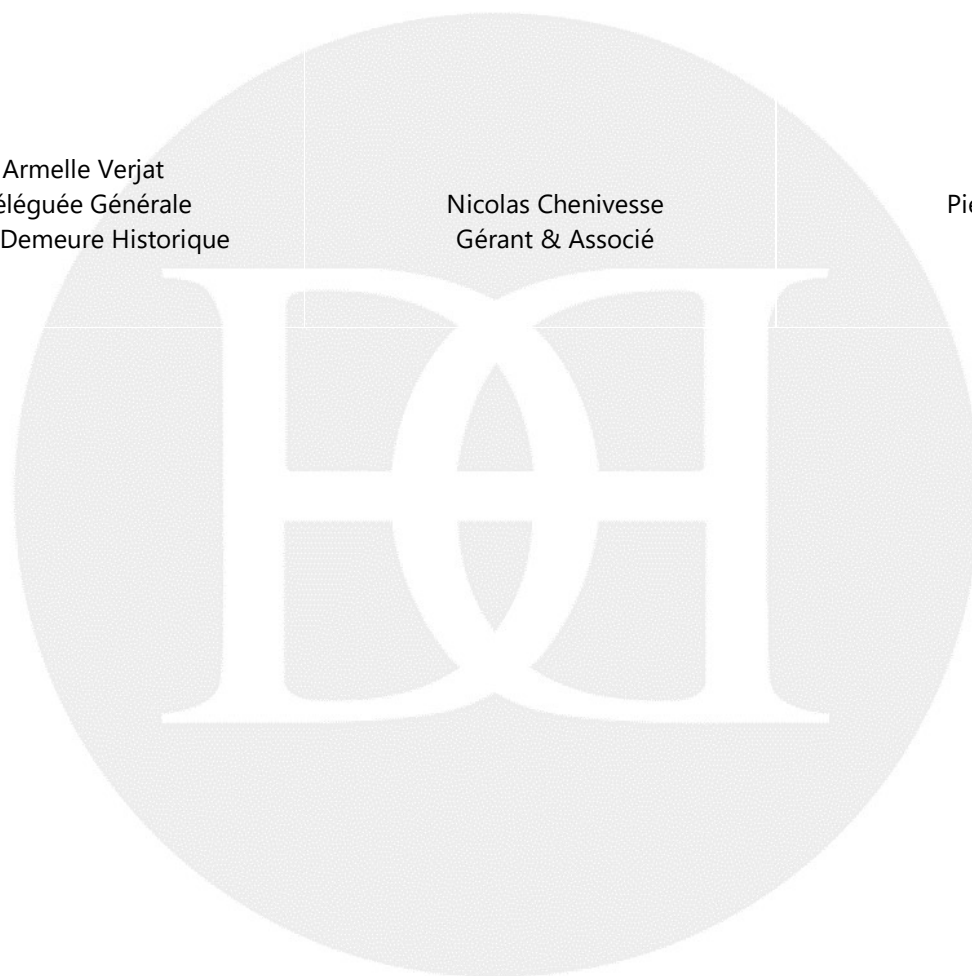 Armelle Verjat
éléguée Générale
Demeure Historique
Nicolas Chenivesse
Gérant & Associé
Pie